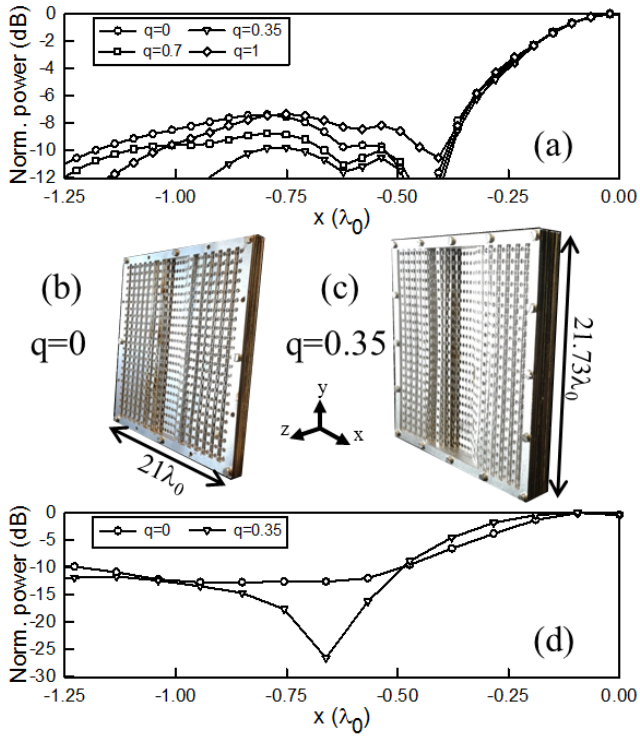 Norm. power (dB)
0
-2
-4
-6
-8
-10
-12
q=0 q=0.35
q=0.7 q=1
(a)
-1.25 -1.00 -0.75 -0.50 -0.25 0.00
x (λ₀)
(b) (c)
q=0 q=0.35
21λ₀
21.73λ₀
y
z x
Norm. power (dB)
0
-5
-10
-15
-20
-25
-30
q=0 q=0.35
(d)
-1.25 -1.00 -0.75 -0.50 -0.25 0.00
x (λ₀)